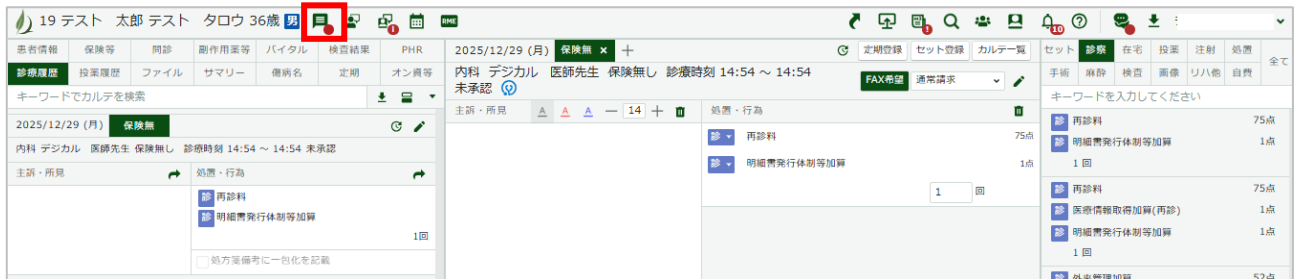 19 テスト 太郎 テスト タロウ 36歳 男
RME
10
患者情報 保険等 問診 副作用薬等 バイタル 検査結果 PHR
診療履歴 投薬履歴 ファイル サマリー 傷病名 定期 オン資等
キーワードでカルテを検索
2025/12/29 (月) 保険無
内科 デジカル 医師先生 保険無し 診療時刻 14:54 ~ 14:54 未承認
主訴・所見 処置・行為
診 再診料
診 明細書発行体制等加算
1回
処方箋備考に一包化を記載
2025/12/29 (月) 保険無 × +
定期登録 セット登録 カルテ一覧
内科 デジカル 医師先生 保険無し 診療時刻 14:54 ~ 14:54
未承認
FAX希望 通常請求
主訴・所見 A A A 14
処置・行為
診 再診料 75点
診 明細書発行体制等加算 1点
1 回
セット 診察 在宅 投薬 注射 処置 全て
手術 麻酔 検査 画像 リハ他 自費
キーワードを入力してください
診 再診料 75点
診 明細書発行体制等加算 1点
1 回
診 再診料 75点
診 医療情報取得加算(再診) 1点
診 明細書発行体制等加算 1点
1 回
診 外来管理加算 52点